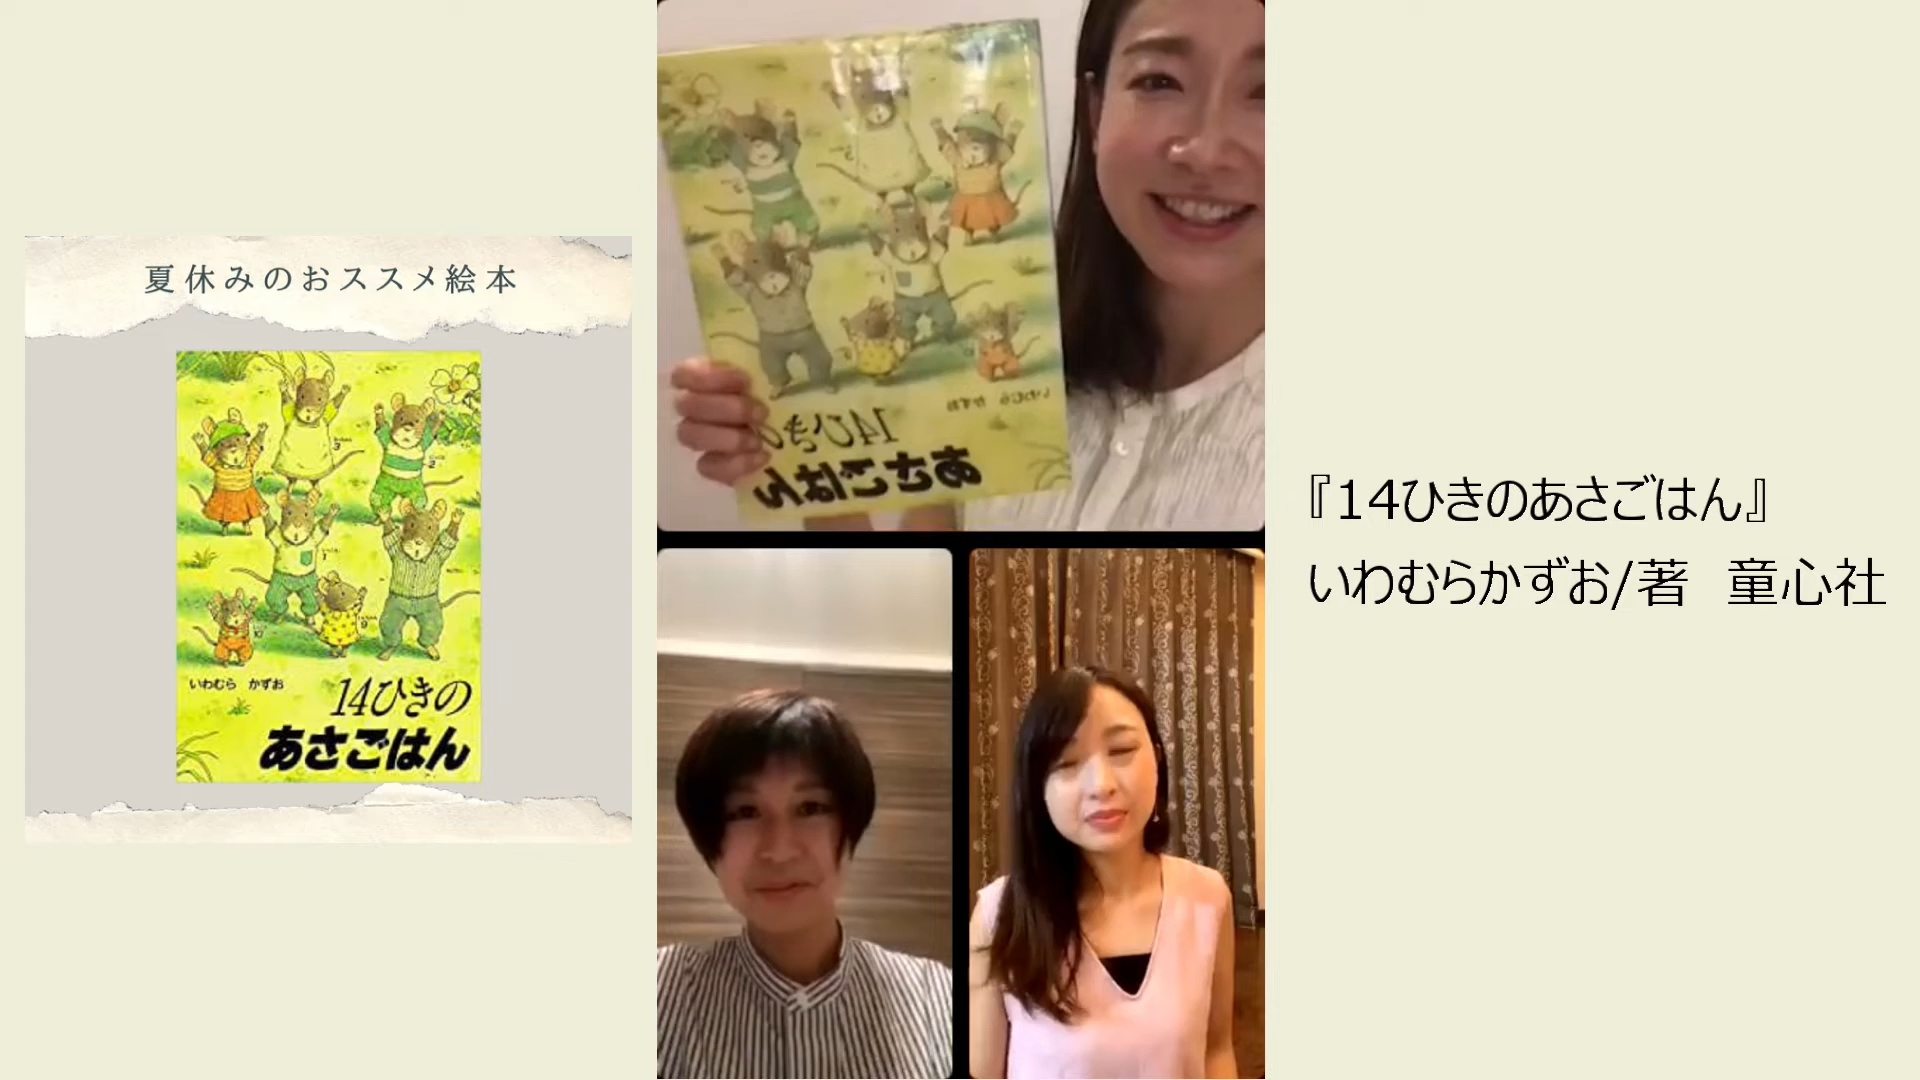 夏休みのおススメ絵本
いわむら かずお
14ひきの
あさごはん
いわむら かずお
14ひきの
あさごはん
『14ひきのあさごはん』
いわむらかずお/著 童心社